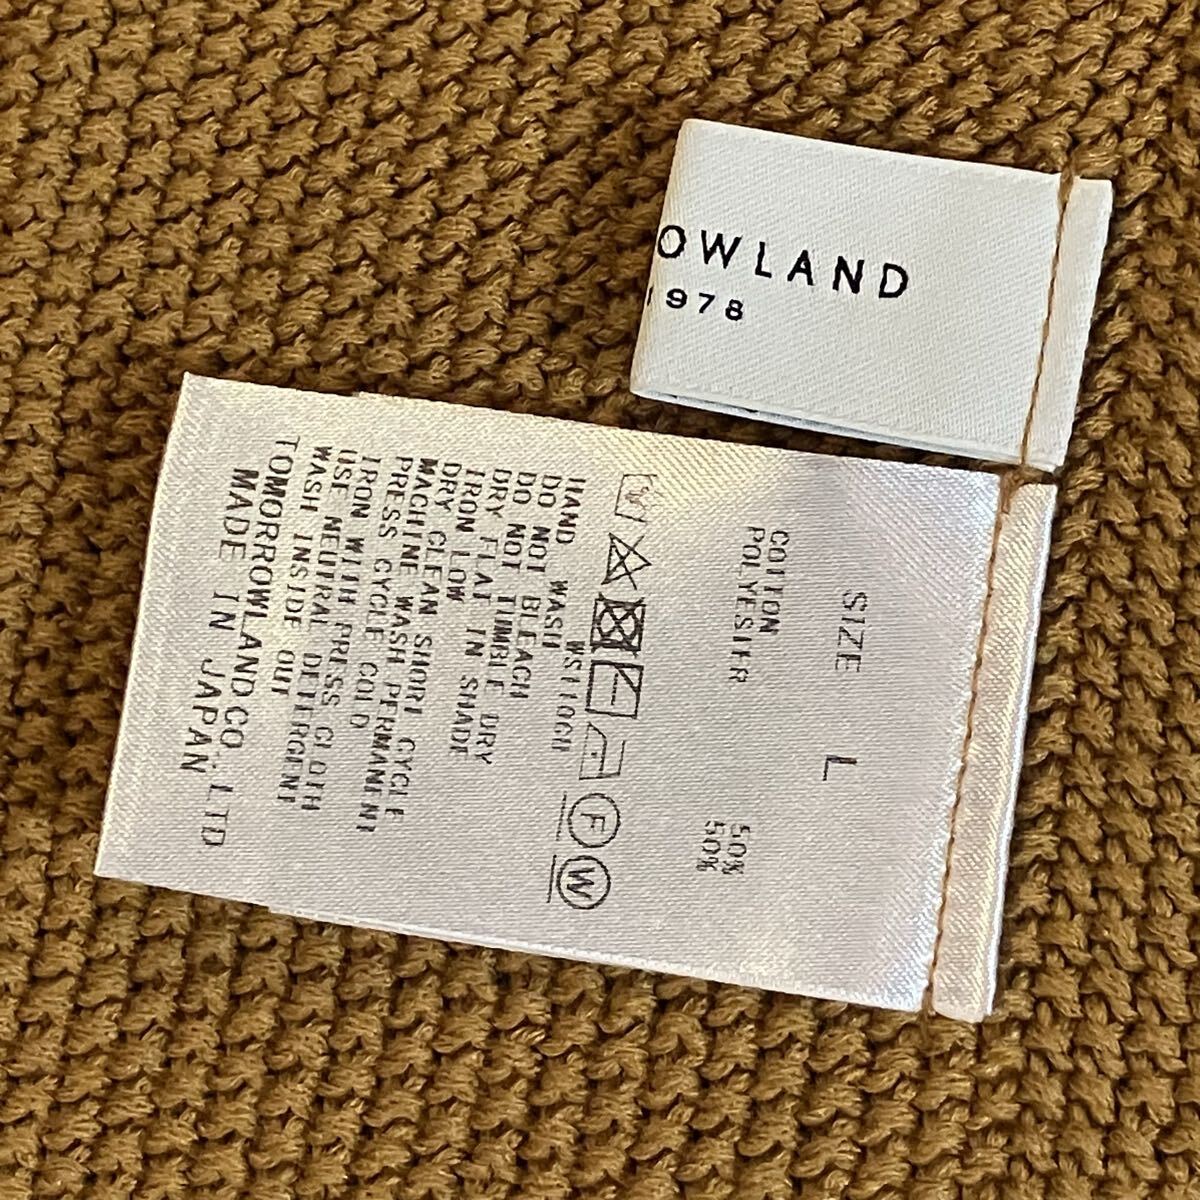 OWLAND
1978
SIZE L
COTTON 50%
POLYESTER 50%
F W
HAND WASH
DO NOT BLEACH
DO NOT TUMBLE DRY
DRY FLAT IN SHADE
IRON LOW
DRY CLEAN SHORT CYCLE
MACHINE WASH PERMANENT
PRESS CYCLE COLD
IRON WITH PRESS CLOTH
USE NEUTRAL DETERGENT
WASH INSIDE OUT
TOMORROWLAND CO.,LTD
MADE IN JAPAN